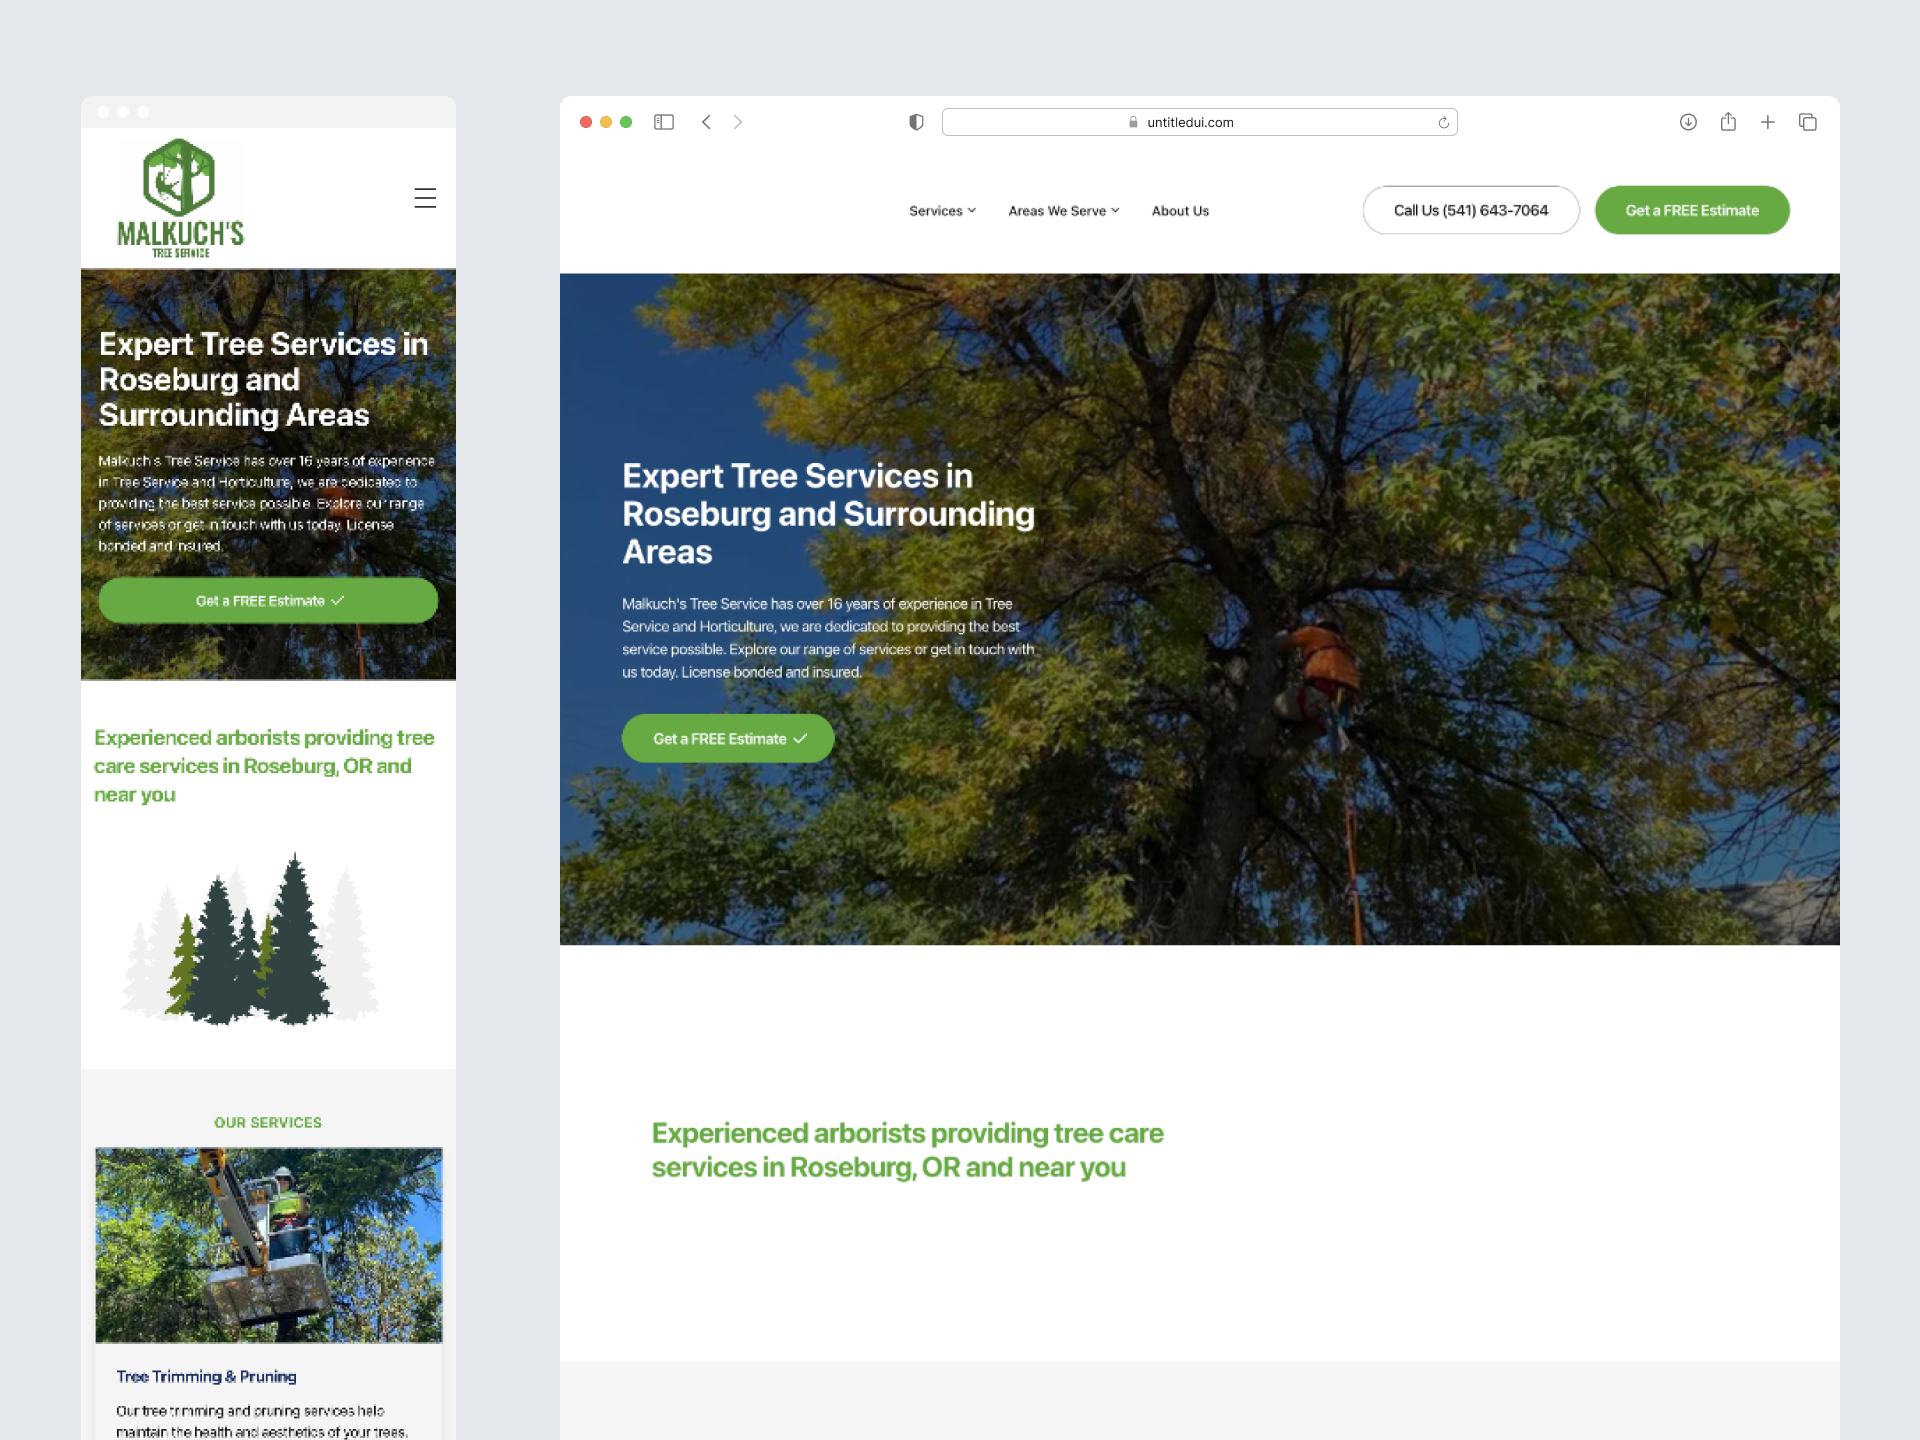 MALKUCH'S
TREE SERVICE
Expert Tree Services in
Roseburg and
Surrounding Areas
Malkuch's Tree Service has over 16 years of experience
in Tree Service and Horticulture, we are dedicated to
providing the best service possible. Explore our range
of services or get in touch with us today. License
bonded and insured.
Get a FREE Estimate
Experienced arborists providing tree
care services in Roseburg, OR and
near you
OUR SERVICES
Tree Trimming & Pruning
Our tree trimming and pruning services help
maintain the health and aesthetics of your trees.
untitledui.com
Services
Areas We Serve
About Us
Call Us (541) 643-7064
Get a FREE Estimate
Expert Tree Services in
Roseburg and Surrounding
Areas
Malkuch's Tree Service has over 16 years of experience in Tree
Service and Horticulture, we are dedicated to providing the best
service possible. Explore our range of services or get in touch with
us today. License bonded and insured.
Get a FREE Estimate
Experienced arborists providing tree care
services in Roseburg, OR and near you